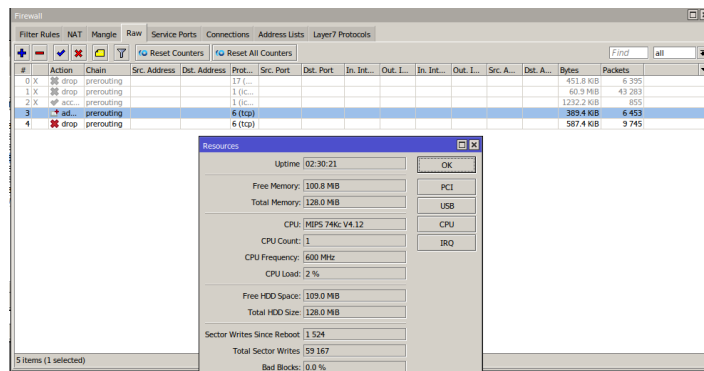 Firewall
Filter Rules NAT Mangle Raw Service Ports Connections Address Lists Layer7 Protocols
Reset Counters Reset All Counters Find all
# Action Chain Src. Address Dst. Address Prot... Src. Port Dst. Port In. Int... Out. I... In. Int... Out. I... Src. A... Dst. A... Bytes Packets
0 X drop prerouting 17 (... 451.8 KiB 6 395
1 X drop prerouting 1 (ic... 60.9 MiB 43 283
2 X acc... prerouting 1 (ic... 1232.2 KiB 855
3 ad... prerouting 6 (tcp) 389.4 KiB 6 453
4 drop prerouting 6 (tcp) 587.4 KiB 9 745
Resources
Uptime 02:30:21 OK
Free Memory: 100.8 MiB PCI
Total Memory: 128.0 MiB USB
CPU: MIPS 74Kc V4.12 CPU
CPU Count: 1 IRQ
CPU Frequency: 600 MHz
CPU Load: 2 %
Free HDD Space: 109.0 MiB
Total HDD Size: 128.0 MiB
Sector Writes Since Reboot 1 524
Total Sector Writes 59 167
Bad Blocks: 0.0 %
5 items (1 selected)